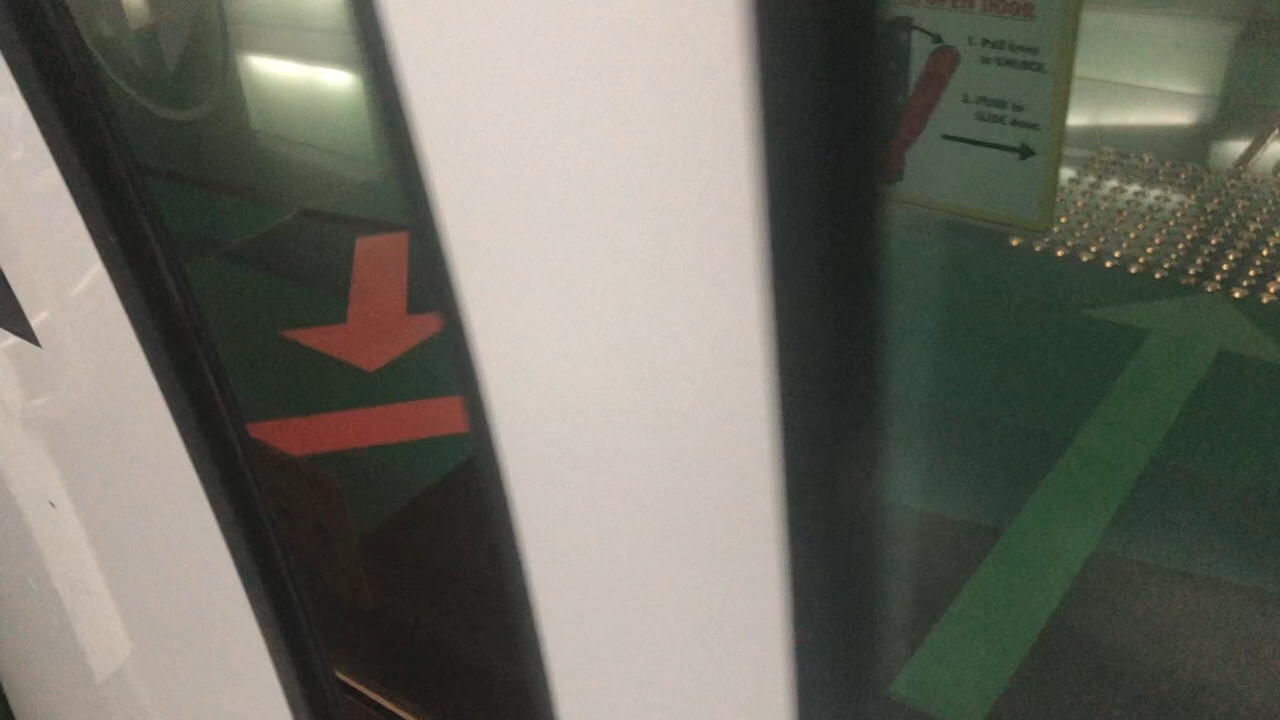 OPEN DOOR
1. Pull lever
to UNLOCK.
2. PUSH to
SLIDE door.